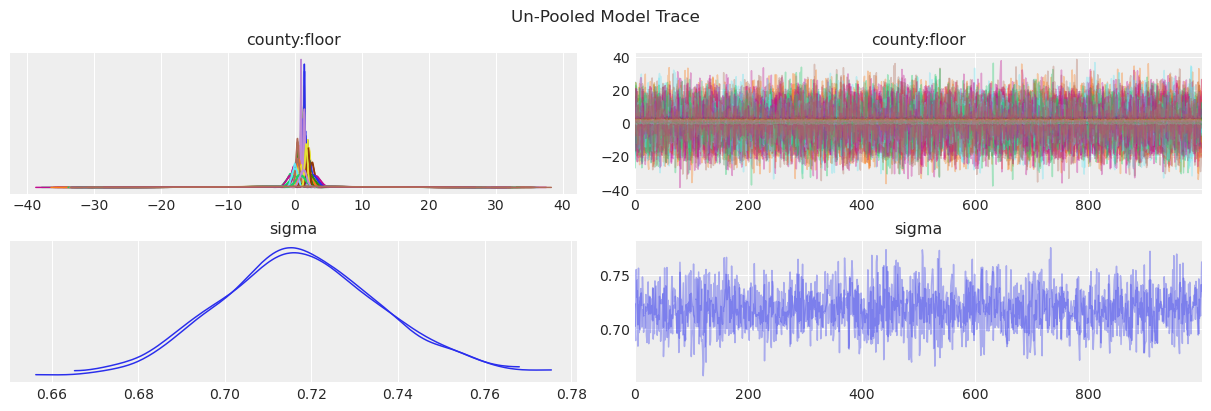 Un-Pooled Model Trace
county:floor
county:floor
40
20
0
−20
−40
−40 −30 −20 −10 0 10 20 30 40
0 200 400 600 800
sigma
sigma
0.75
0.70
0.66 0.68 0.70 0.72 0.74 0.76 0.78
0 200 400 600 800